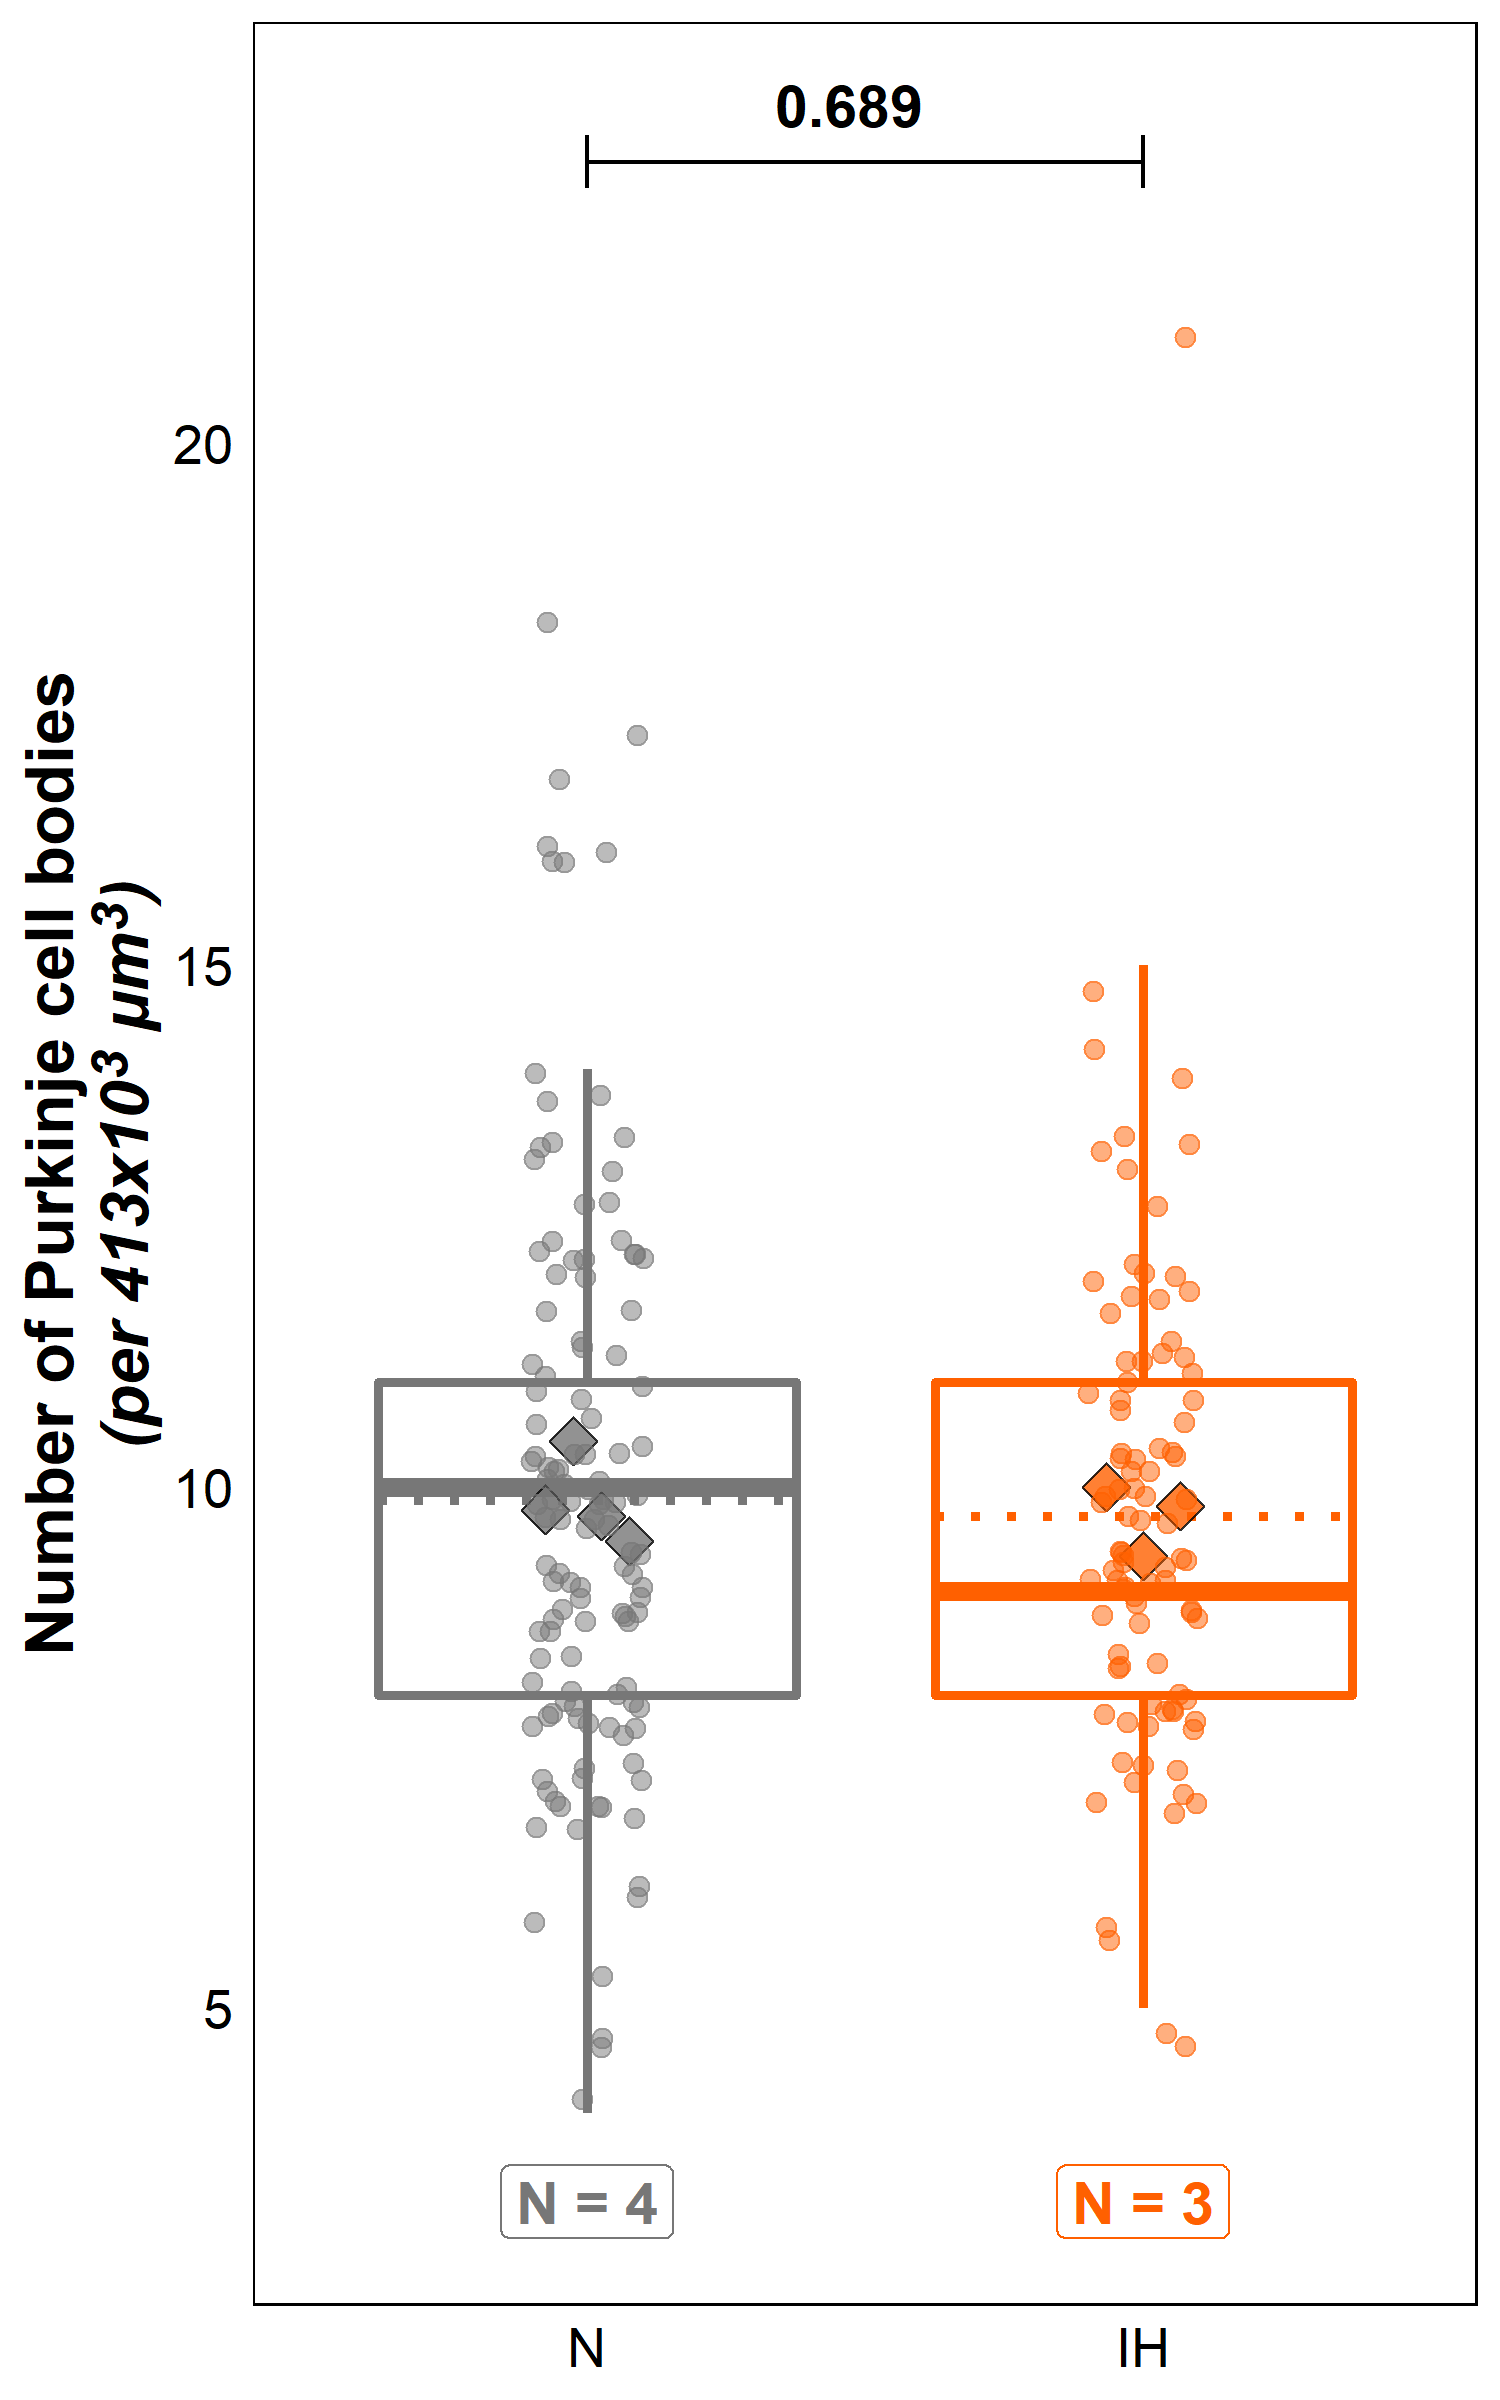 0.689
Number of Purkinje cell bodies
(per 413x10³ µm³)
20
15
10
5
N = 4
N = 3
N
IH